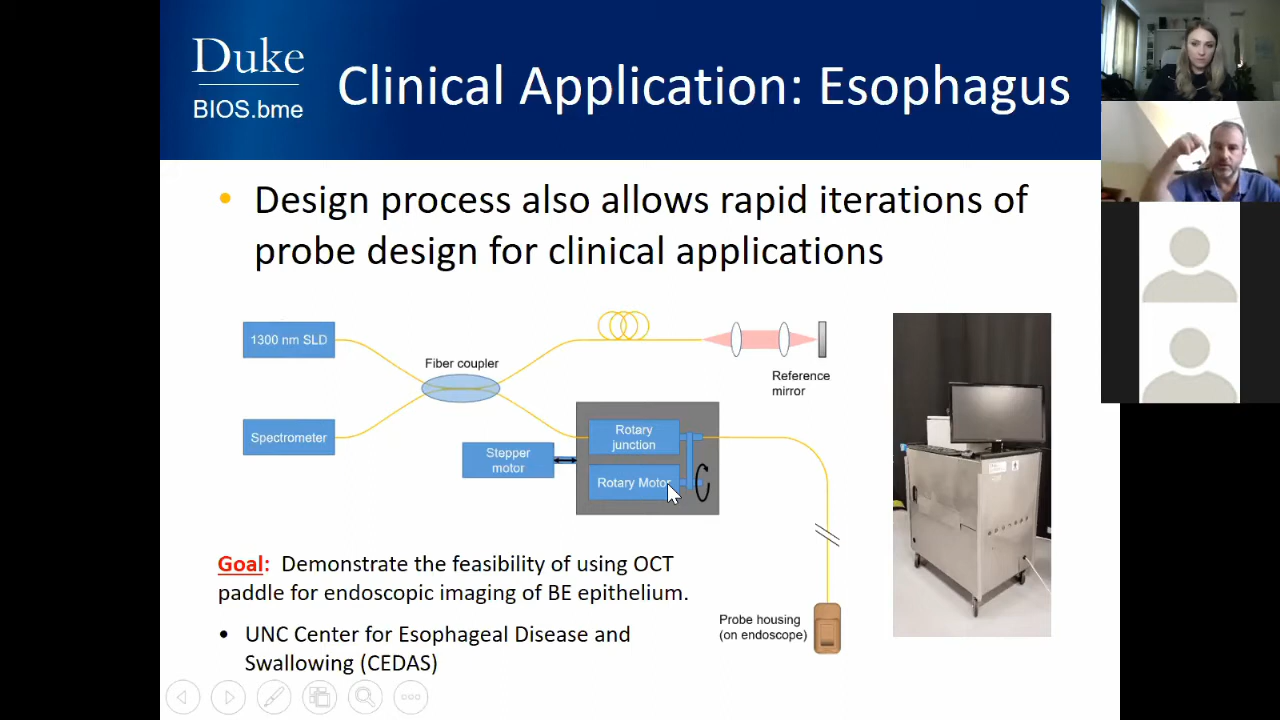 Duke
BIOS.bme
Clinical Application: Esophagus
• Design process also allows rapid iterations of
probe design for clinical applications
1300 nm SLD
Fiber coupler
Reference
mirror
Spectrometer
Stepper
motor
Rotary
junction
Rotary Motor
Goal: Demonstrate the feasibility of using OCT
paddle for endoscopic imaging of BE epithelium.
• UNC Center for Esophageal Disease and
Swallowing (CEDAS)
Probe housing
(on endoscope)